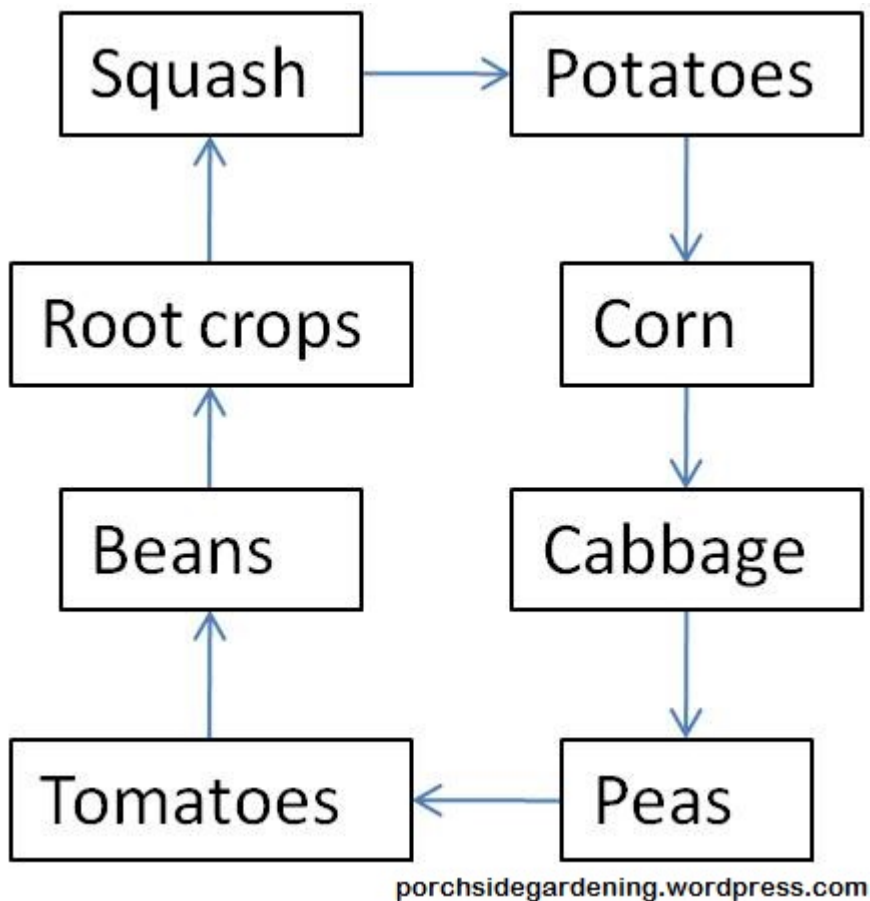 Squash
Potatoes
Root crops
Corn
Beans
Cabbage
Tomatoes
Peas
porchsidegardening.wordpress.com